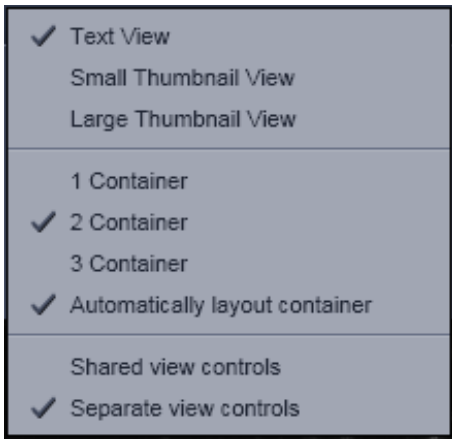 Text View
Small Thumbnail View
Large Thumbnail View
1 Container
2 Container
3 Container
Automatically layout container
Shared view controls
Separate view controls